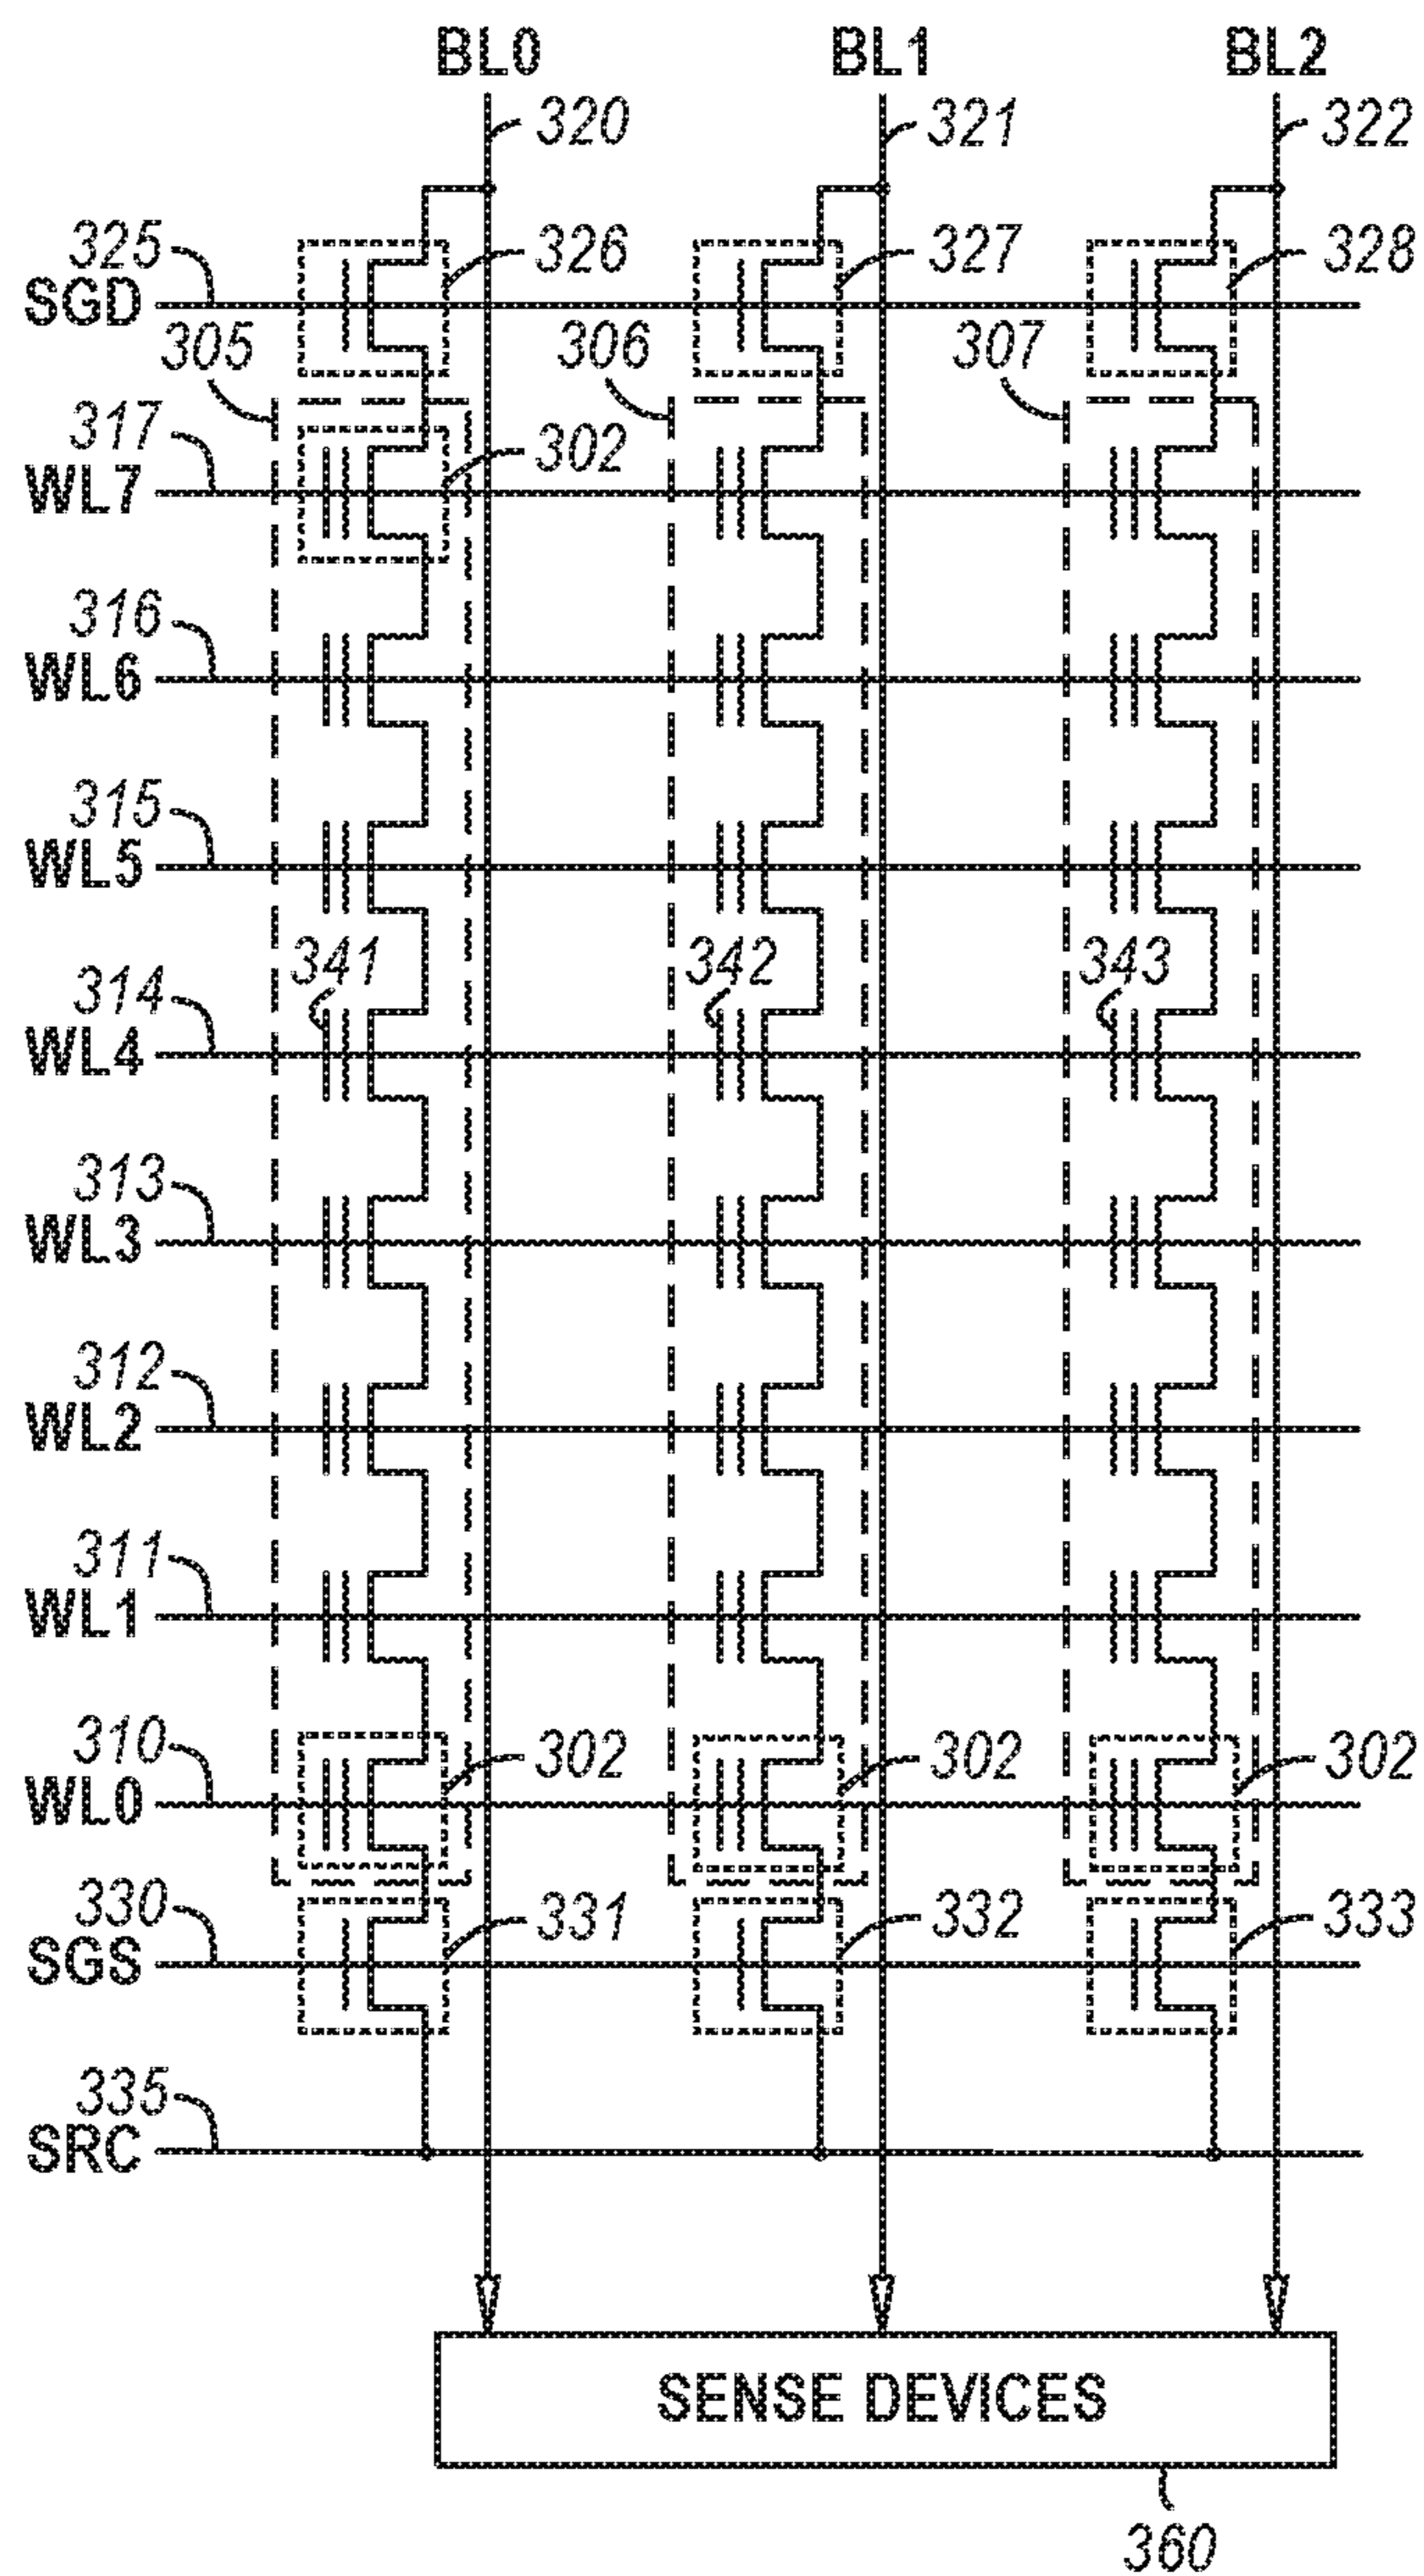 BL0 BL1 BL2
320 321 322
325 326 327 328
SGD
305 306 307
317 302
WL7
316
WL6
315
WL5
341 342 343
314
WL4
313
WL3
312
WL2
311
WL1
310 302 302 302
WL0
330 331 332 333
SGS
335
SRC
SENSE DEVICES
360